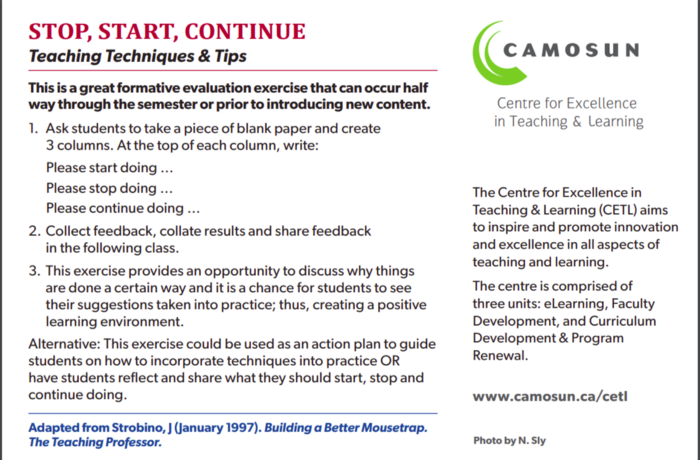 STOP, START, CONTINUE
Teaching Techniques & Tips
This is a great formative evaluation exercise that can occur half
way through the semester or prior to introducing new content.
1. Ask students to take a piece of blank paper and create
3 columns. At the top of each column, write:
Please start doing ...
Please stop doing ...
Please continue doing ...
2. Collect feedback, collate results and share feedback
in the following class.
3. This exercise provides an opportunity to discuss why things
are done a certain way and it is a chance for students to see
their suggestions taken into practice; thus, creating a positive
learning environment.
Alternative: This exercise could be used as an action plan to guide
students on how to incorporate techniques into practice OR
have students reflect and share what they should start, stop and
continue doing.
Adapted from Strobino, J (January 1997). Building a Better Mousetrap.
The Teaching Professor.
CAMOSUN
Centre for Excellence
in Teaching & Learning
The Centre for Excellence in
Teaching & Learning (CETL) aims
to inspire and promote innovation
and excellence in all aspects of
teaching and learning.
The centre is comprised of
three units: eLearning, Faculty
Development, and Curriculum
Development & Program
Renewal.
www.camosun.ca/cetl
Photo by N. Sly